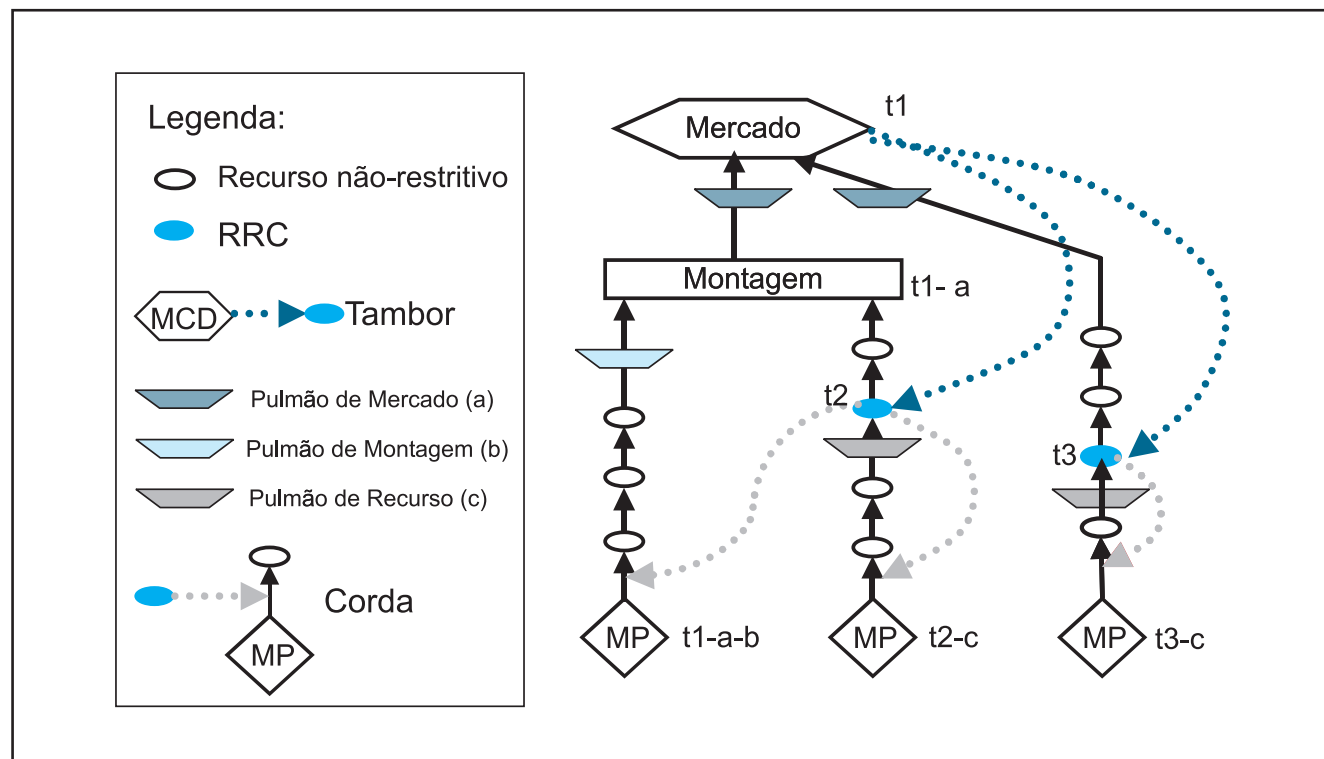 Legenda:
Recurso não-restritivo
RRC
MCD
Tambor
Pulmão de Mercado (a)
Pulmão de Montagem (b)
Pulmão de Recurso (c)
Corda
MP
t1
Mercado
Montagem
t1- a
t2
t3
MP
t1-a-b
MP
t2-c
MP
t3-c